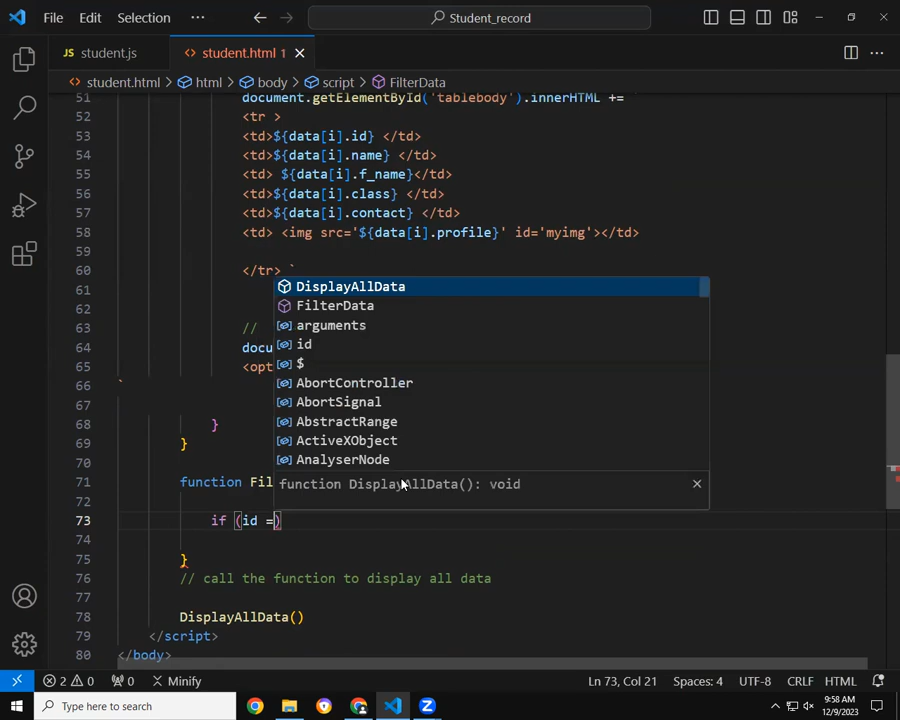 File Edit Selection ··· Student_record
JS student.js <> student.html 1
<> student.html > html > body > script > FilterData
51 document.getElementById('tablebody').innerHTML +=
52 <tr >
53 <td>${data[i].id} </td>
54 <td>${data[i].name} </td>
55 <td> ${data[i].f_name}</td>
56 <td>${data[i].class} </td>
57 <td>${data[i].contact} </td>
58 <td> <img src='${data[i].profile}' id='myimg'></td>
59
60 </tr> `
61 DisplayAllData
62 FilterData
63 // arguments
64 docu id
65 <opt $
66 ` AbortController
67 AbortSignal
68 } AbstractRange
69 } ActiveXObject
70 AnalyserNode
71 function Fil function DisplayAllData(): void
72
73 if (id =)
74
75 }
76 // call the function to display all data
77
78 DisplayAllData()
79 </script>
80 </body>
2 0 0 Minify Ln 73, Col 21 Spaces: 4 UTF-8 CRLF HTML
Type here to search 9:58 AM
12/9/2023